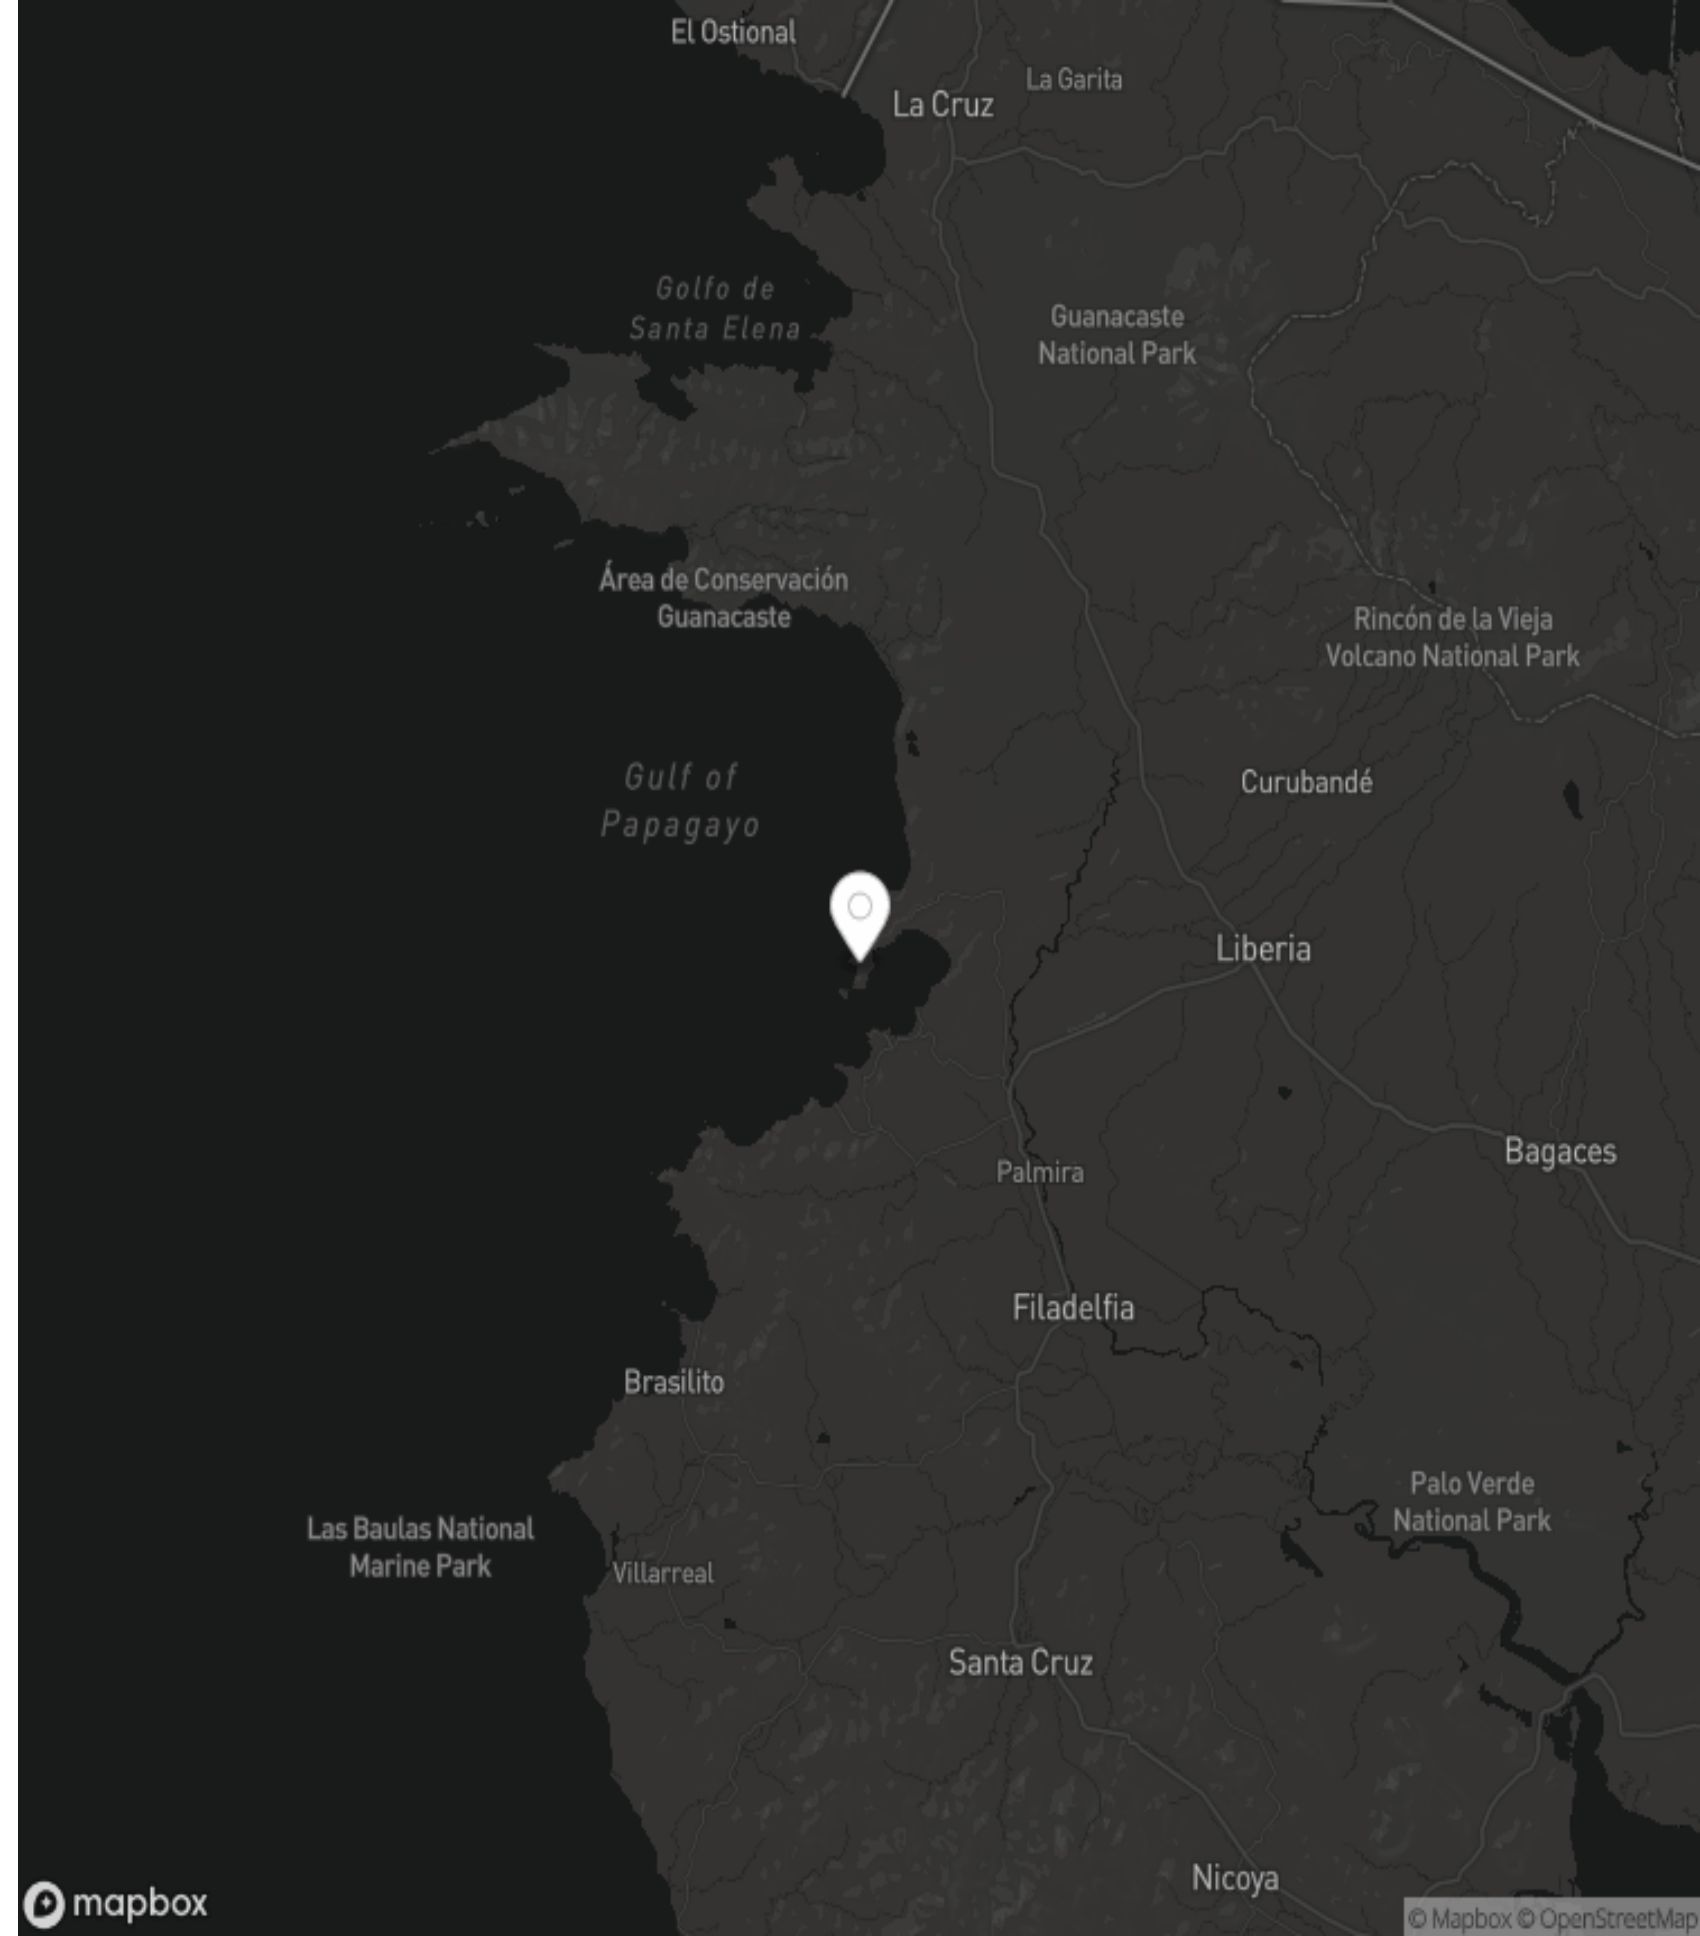 El Ostional
La Garita
La Cruz
Golfo de
Santa Elena
Guanacaste
National Park
Área de Conservación
Guanacaste
Rincón de la Vieja
Volcano National Park
Gulf of
Papagayo
Curubandé
Liberia
Bagaces
Palmira
Filadelfia
Brasilito
Palo Verde
National Park
Las Baulas National
Marine Park
Villarreal
Santa Cruz
Nicoya
mapbox
© Mapbox © OpenStreetMap